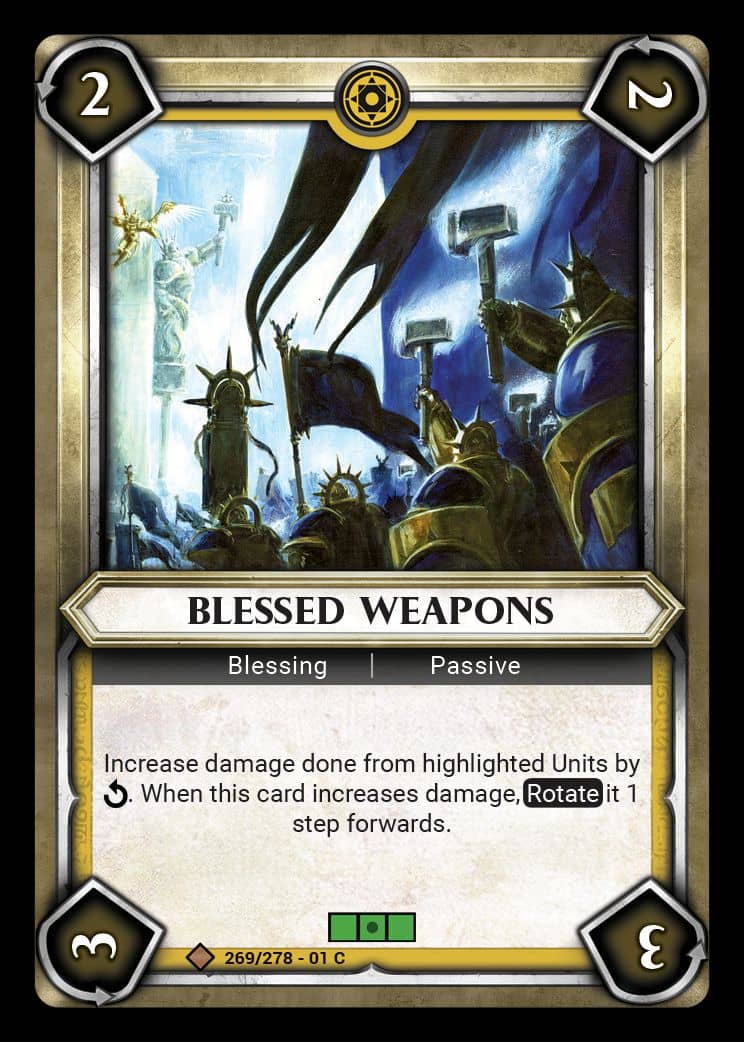 2
2
BLESSED WEAPONS
Blessing | Passive
Increase damage done from highlighted Units by
. When this card increases damage, Rotate it 1
step forwards.
3
3
269/278 - 01 C